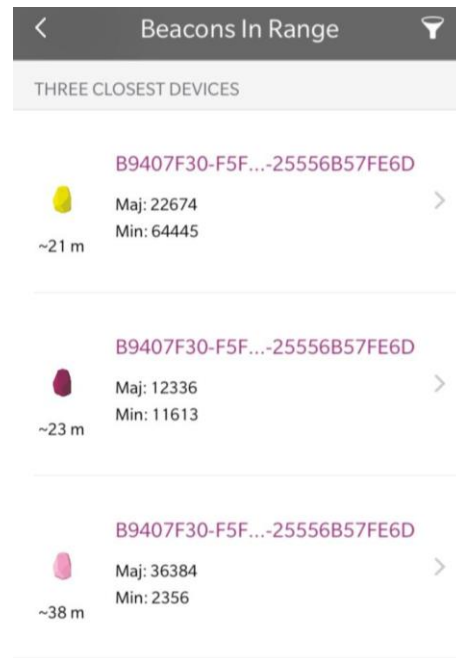 Beacons In Range
THREE CLOSEST DEVICES
B9407F30-F5F...-25556B57FE6D
Maj: 22674
Min: 64445
~21 m
B9407F30-F5F...-25556B57FE6D
Maj: 12336
Min: 11613
~23 m
B9407F30-F5F...-25556B57FE6D
Maj: 36384
Min: 2356
~38 m